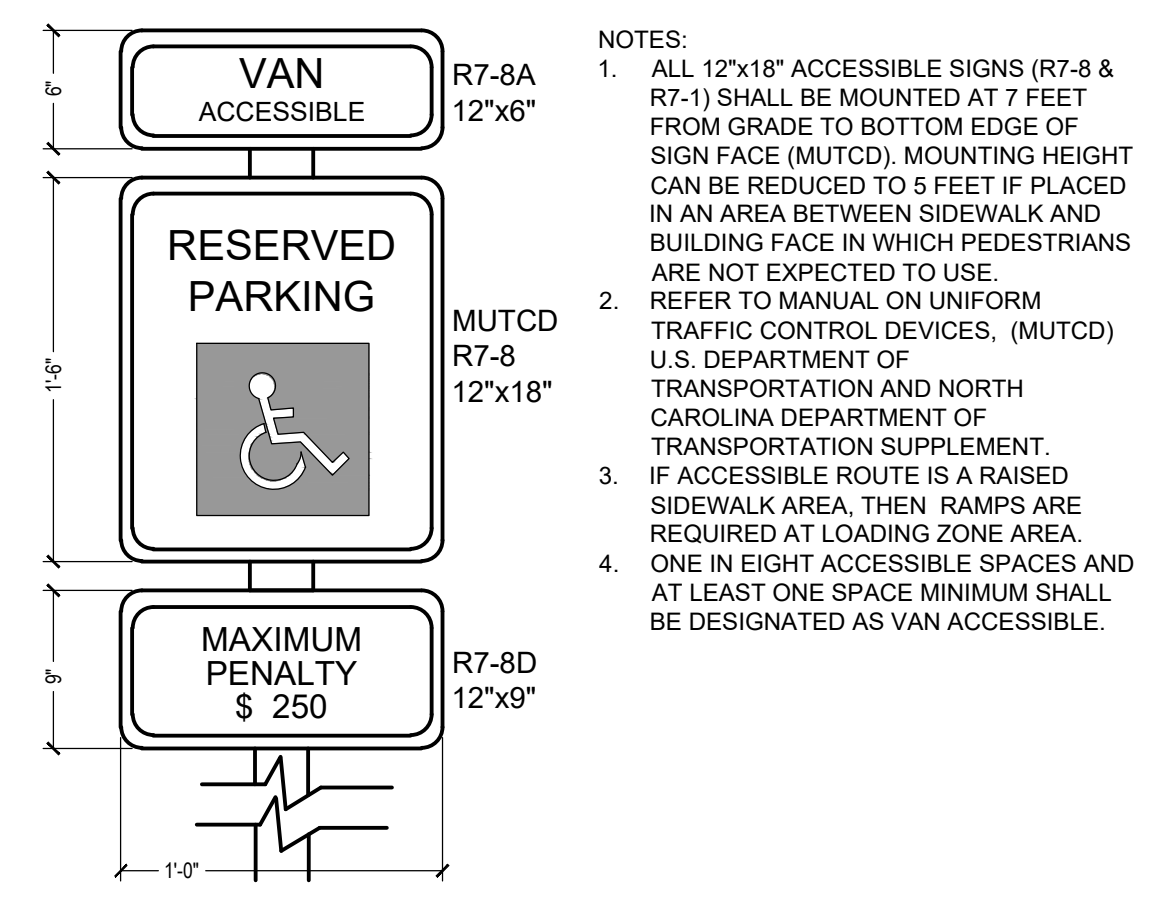 6"
VAN
ACCESSIBLE
R7-8A
12"x6"
1'-6"
RESERVED
PARKING
MUTCD
R7-8
12"x18"
9"
MAXIMUM
PENALTY
$ 250
R7-8D
12"x9"
1'-0"
NOTES:
1. ALL 12"x18" ACCESSIBLE SIGNS (R7-8 &
R7-1) SHALL BE MOUNTED AT 7 FEET
FROM GRADE TO BOTTOM EDGE OF
SIGN FACE (MUTCD). MOUNTING HEIGHT
CAN BE REDUCED TO 5 FEET IF PLACED
IN AN AREA BETWEEN SIDEWALK AND
BUILDING FACE IN WHICH PEDESTRIANS
ARE NOT EXPECTED TO USE.
2. REFER TO MANUAL ON UNIFORM
TRAFFIC CONTROL DEVICES, (MUTCD)
U.S. DEPARTMENT OF
TRANSPORTATION AND NORTH
CAROLINA DEPARTMENT OF
TRANSPORTATION SUPPLEMENT.
3. IF ACCESSIBLE ROUTE IS A RAISED
SIDEWALK AREA, THEN RAMPS ARE
REQUIRED AT LOADING ZONE AREA.
4. ONE IN EIGHT ACCESSIBLE SPACES AND
AT LEAST ONE SPACE MINIMUM SHALL
BE DESIGNATED AS VAN ACCESSIBLE.